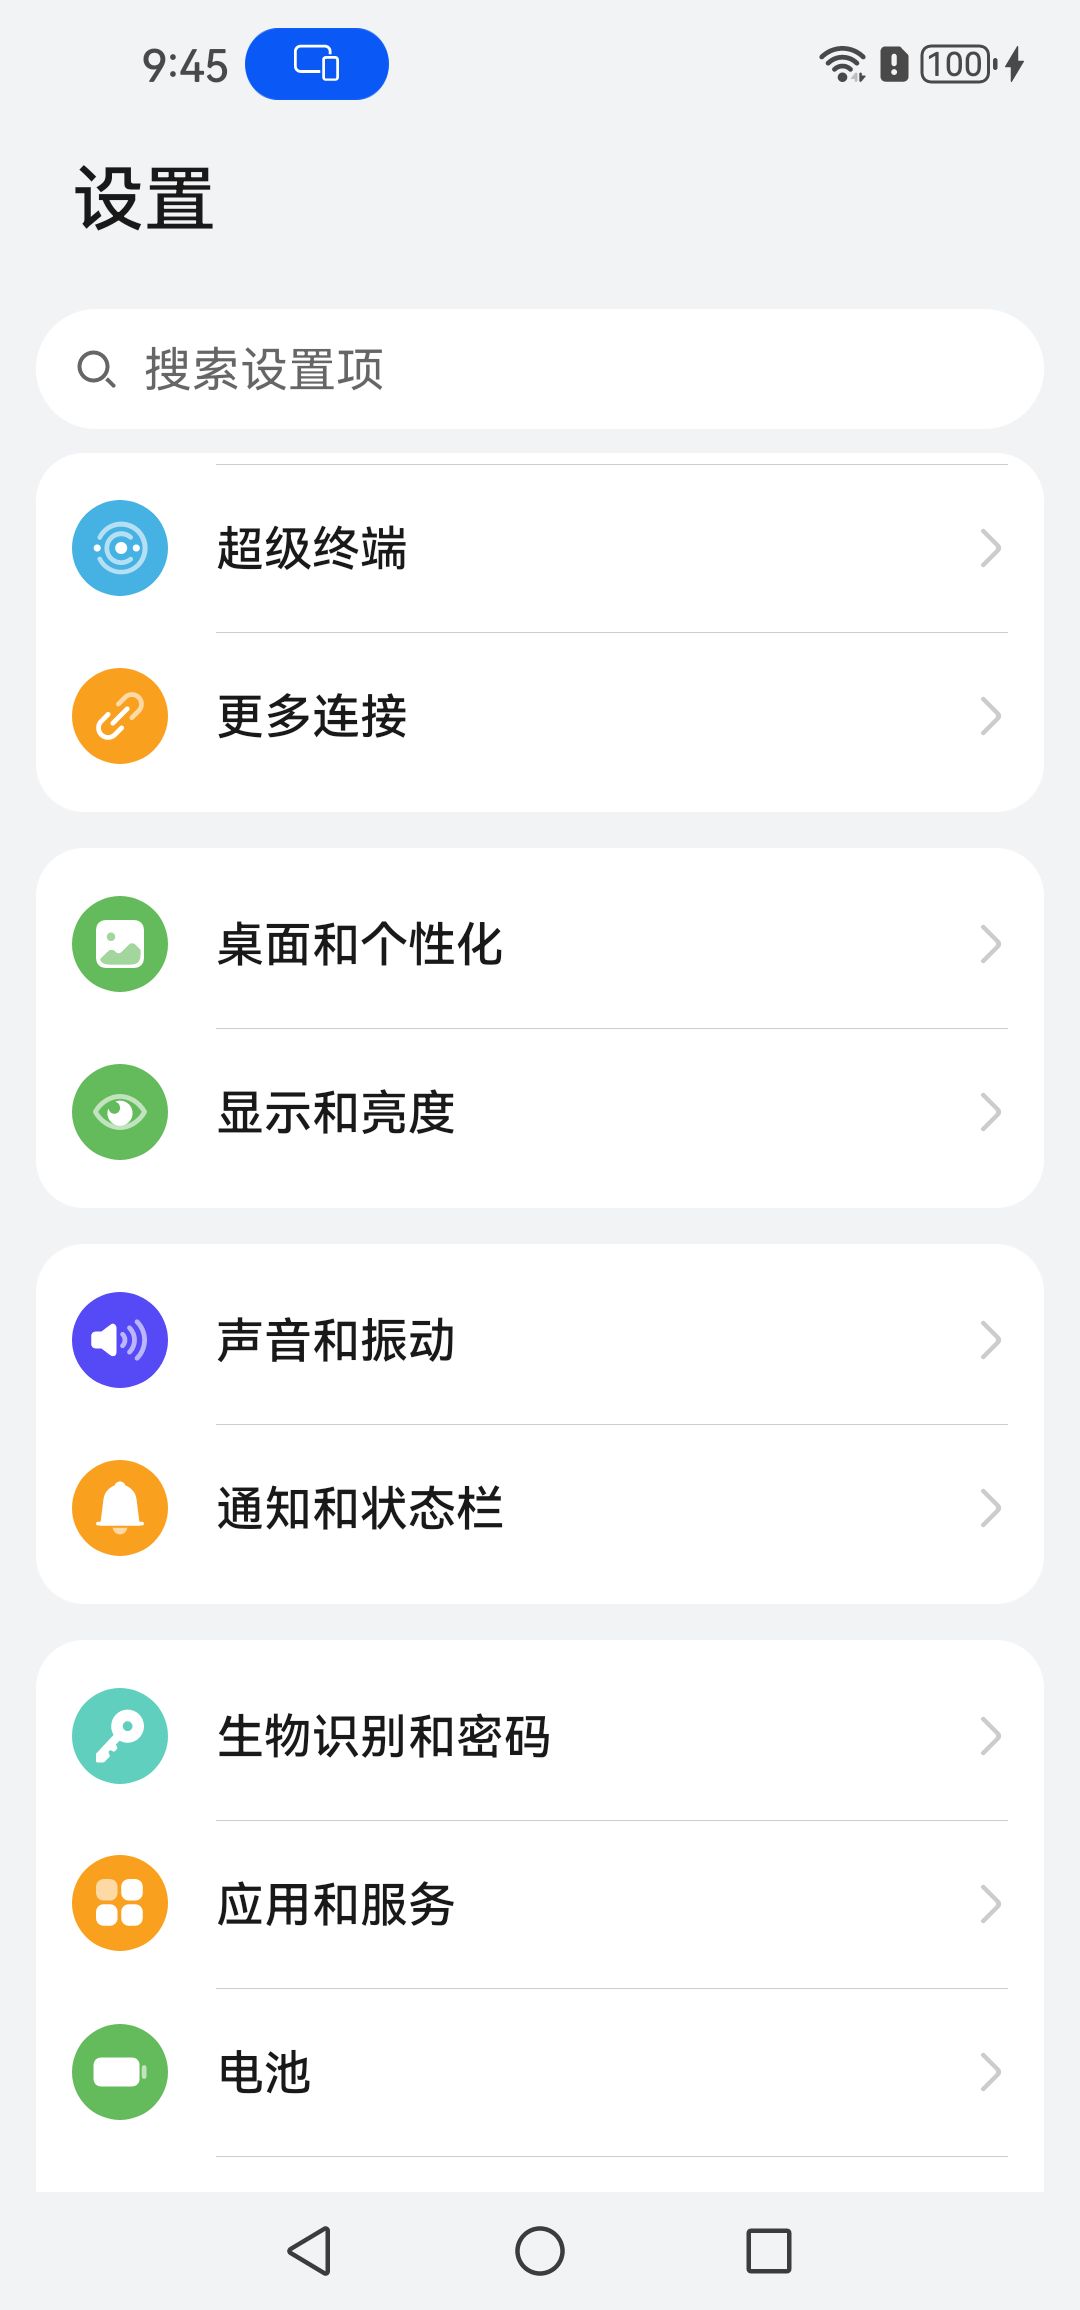 9:45
100
设置
搜索设置项
超级终端
更多连接
桌面和个性化
显示和亮度
声音和振动
通知和状态栏
生物识别和密码
应用和服务
电池